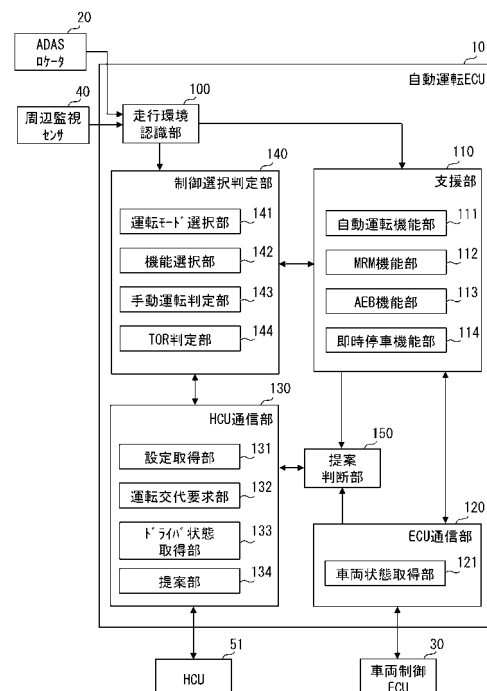 20
ADAS
ロケータ
40
周辺監視
センサ
100
走行環境
認識部
10
自動運転ECU
140
制御選択判定部
運転モード選択部
141
機能選択部
142
手動運転判定部
143
TOR判定部
144
110
支援部
自動運転機能部
111
MRM機能部
112
AEB機能部
113
即時停車機能部
114
130
HCU通信部
設定取得部
131
運転交代要求部
132
ドライバ状態
取得部
133
提案部
134
150
提案
判断部
120
ECU通信部
車両状態取得部
121
51
HCU
30
車両制御
ECU